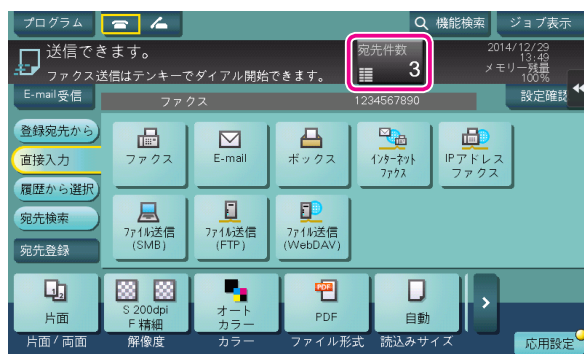 プログラム
機能検索
ジョブ表示
送信できます。
ファクス送信はテンキーでダイアル開始できます。
宛先件数
3
2014/12/29
13:49
メモリー残量
100%
E-mail受信
ファクス
1234567890
設定確認
登録宛先から
直接入力
履歴から選択
宛先検索
宛先登録
ファクス
E-mail
ボックス
インターネット
ファクス
IPアドレス
ファクス
ファイル送信
(SMB)
ファイル送信
(FTP)
ファイル送信
(WebDAV)
片面
S 200dpi
F 精細
オート
カラー
PDF
PDF
自動
片面 / 両面
解像度
カラー
ファイル形式
読込みサイズ
応用設定